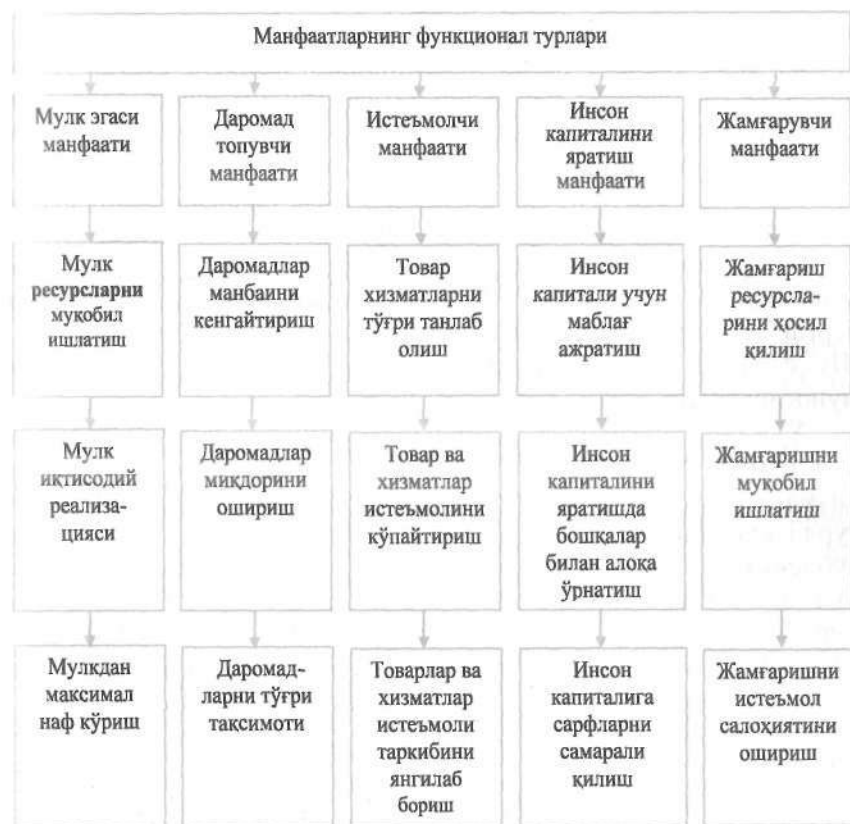 Манфаатларнинг функционал турлари
Мулк эгаси
манфаати
Даромад
топувчи
манфаати
Истеъмолчи
манфаати
Инсон
капиталини
яратиш
манфаати
Жамғарувчи
манфаати
Мулк
ресурсларни
муқобил
ишлатиш
Даромадлар
манбаини
кенгайтириш
Товар
хизматларни
тўғри танлаб
олиш
Инсон
капитали учун
маблағ
ажратиш
Жамғариш
ресурсла-
рини ҳосил
қилиш
Мулк
иқтисодий
реализа-
цияси
Даромадлар
миқдорини
ошириш
Товар ва
хизматлар
истеъмолини
кўпайтириш
Инсон
капиталини
яратишда
бошқалар
билан алоқа
ўрнатиш
Жамғаришни
муқобил
ишлатиш
Мулкдан
максимал
наф кўриш
Даромад-
ларни тўғри
тақсимоти
Товарлар ва
хизматлар
истеъмоли
таркибини
янгилаб
бориш
Инсон
капиталига
сарфларни
самарали
қилиш
Жамғаришни
истеъмол
салоҳиятини
ошириш